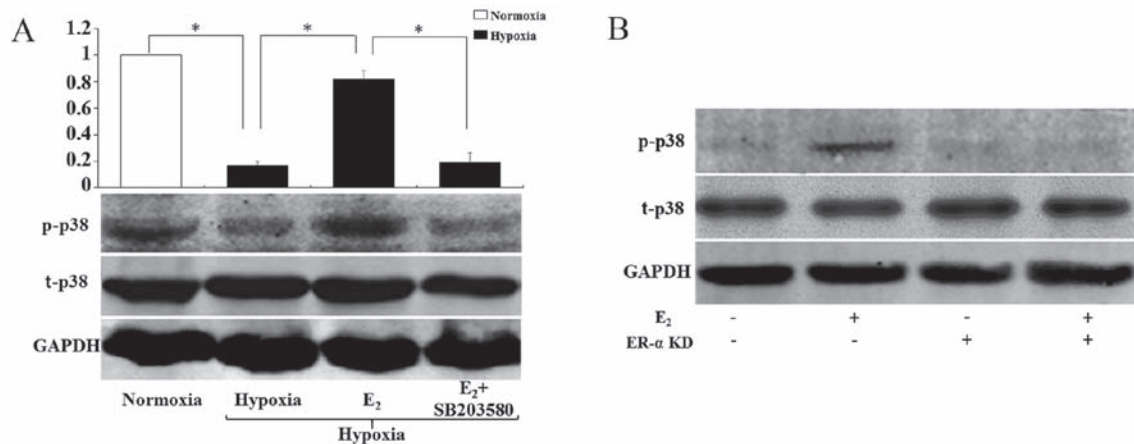 A
1.2
1
0.8
0.6
0.4
0.2
0
* * *
Normoxia
Hypoxia
p-p38
t-p38
GAPDH
Normoxia Hypoxia E₂ E₂+
SB203580
Hypoxia
B
p-p38
t-p38
GAPDH
E₂ - + - +
ER-α KD - - + +